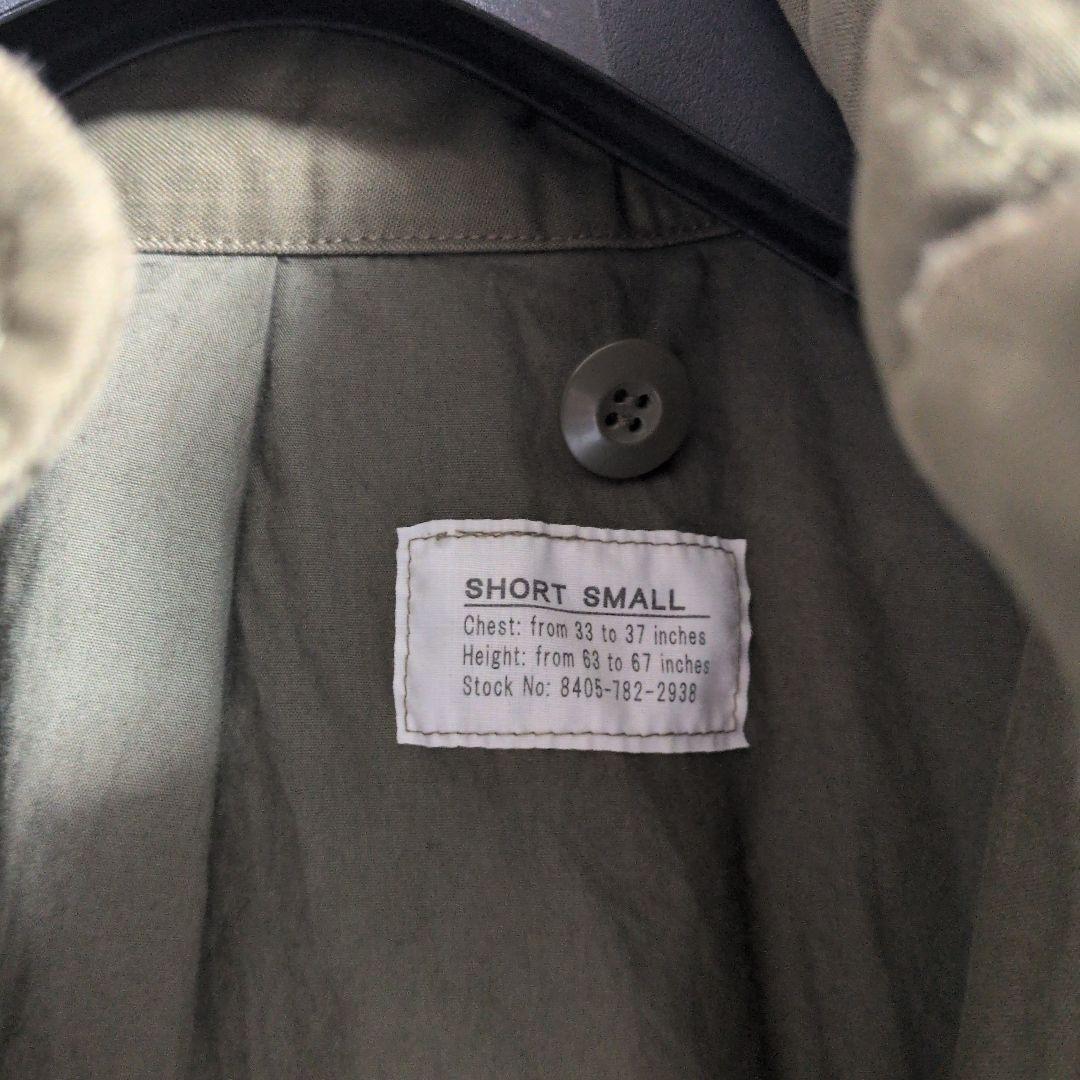 SHORT SMALL
Chest: from 33 to 37 inches
Height: from 63 to 67 inches
Stock No: 8405-782-2938